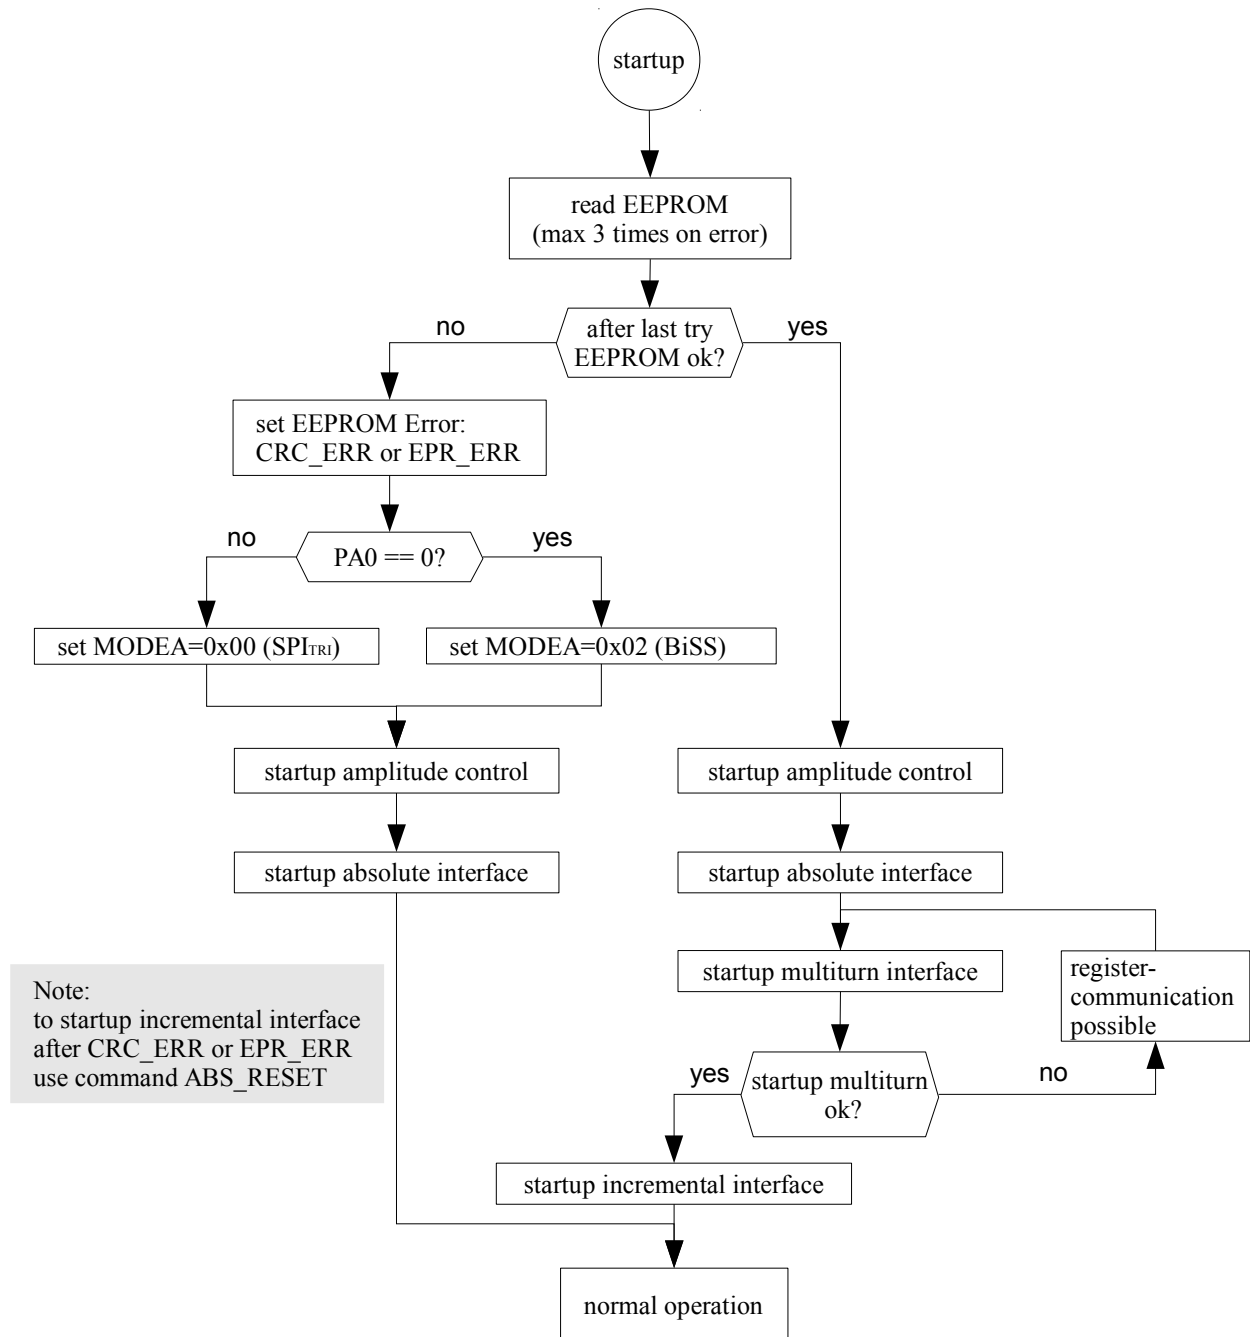 startup
read EEPROM
(max 3 times on error)
no
after last try
EEPROM ok?
yes
set EEPROM Error:
CRC_ERR or EPR_ERR
no
PA0 == 0?
yes
set MODEA=0x00 (SPITRI)
set MODEA=0x02 (BiSS)
startup amplitude control
startup amplitude control
startup absolute interface
startup absolute interface
startup multiturn interface
register-
communication
possible
Note:
to startup incremental interface
after CRC_ERR or EPR_ERR
use command ABS_RESET
yes
startup multiturn
ok?
no
startup incremental interface
normal operation